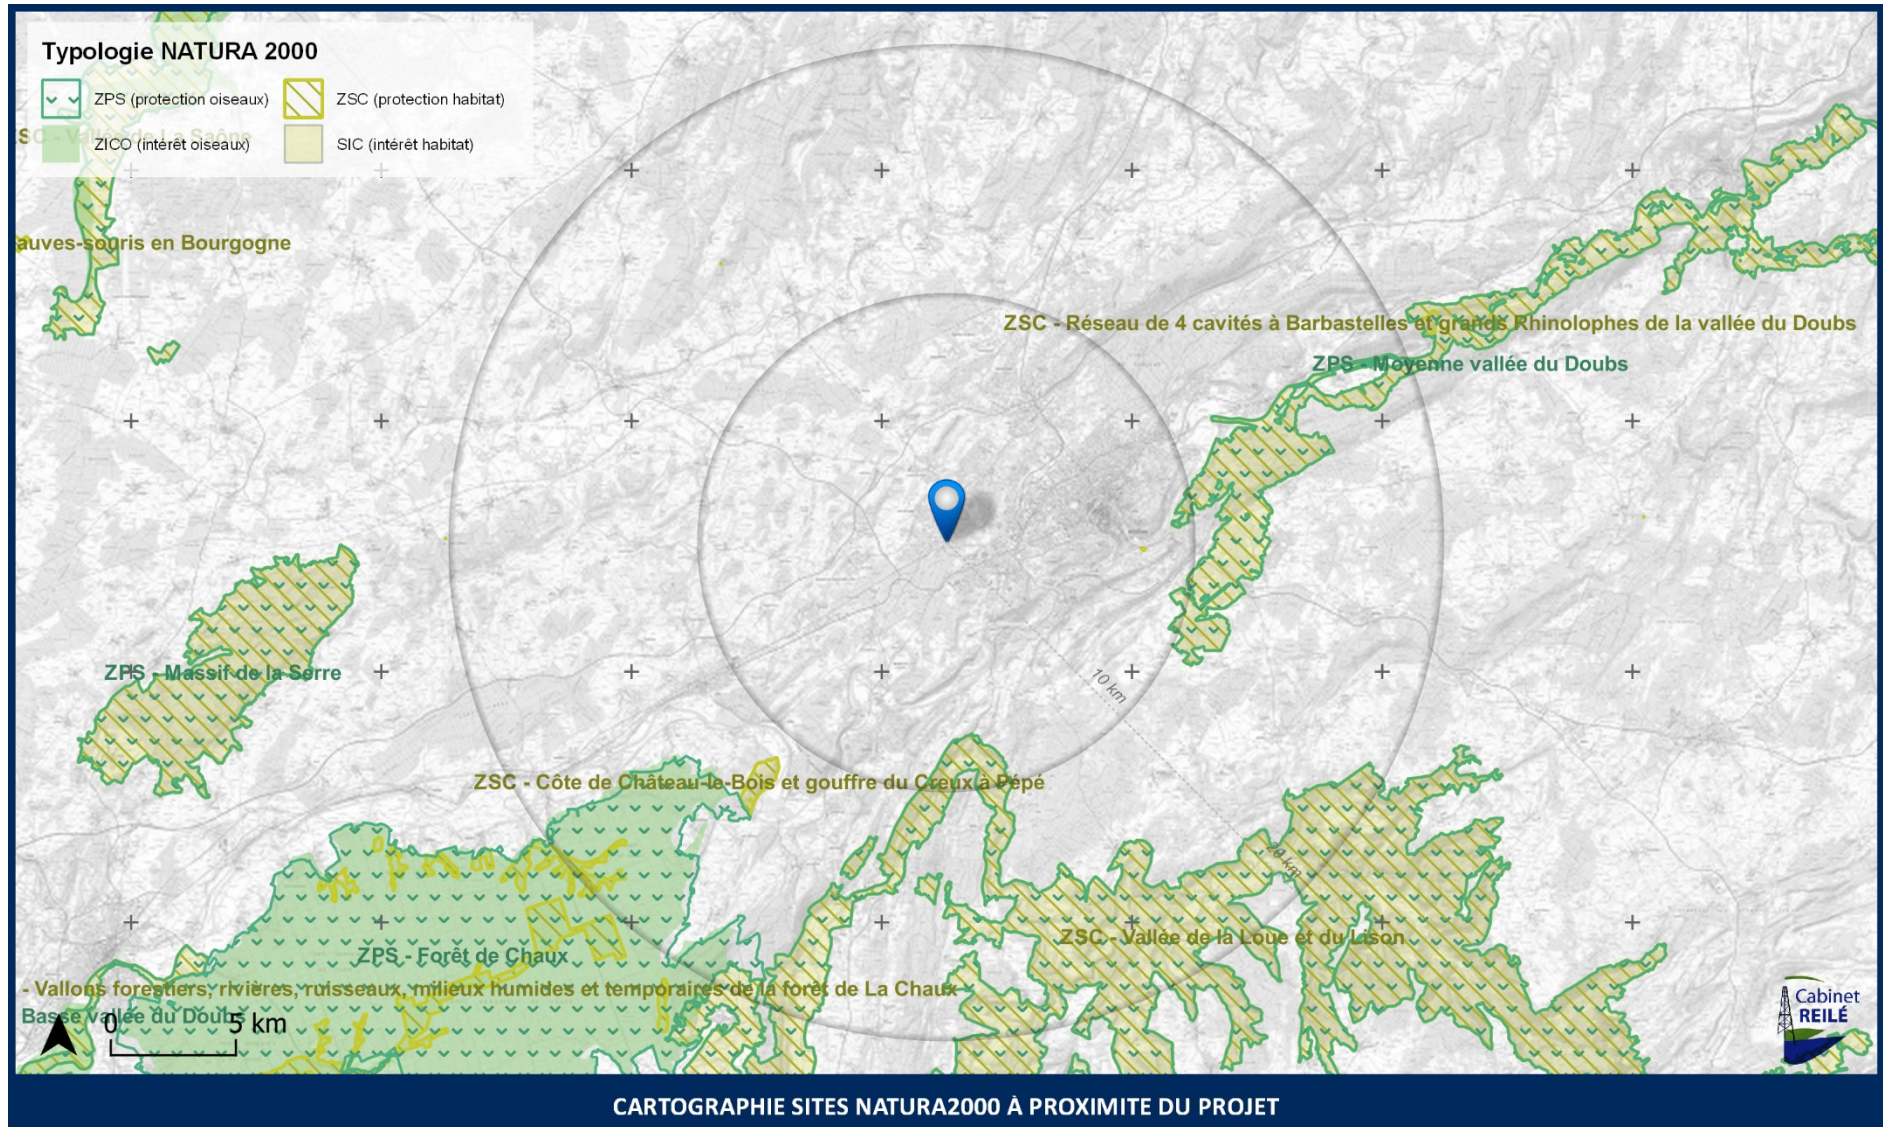 Typologie NATURA 2000
ZPS (protection oiseaux)
ZSC (protection habitat)
ZICO (intérêt oiseaux)
SIC (intérêt habitat)
SC - Vallée de La Saône
auves-souris en Bourgogne
ZSC - Réseau de 4 cavités à Barbastelles et grands Rhinolophes de la vallée du Doubs
ZPS - Moyenne vallée du Doubs
ZPS - Massif de la Serre
10 km
ZSC - Côte de Château-le-Bois et gouffre du Creux à Pépé
20 km
ZSC - Vallée de la Loue et du Lison
ZPS - Forêt de Chaux
- Vallons forestiers, rivières, ruisseaux, milieux humides et temporaires de la forêt de La Chaux
Basse vallée du Doubs
0 5 km
Cabinet
REILÉ
CARTOGRAPHIE SITES NATURA2000 À PROXIMITE DU PROJET